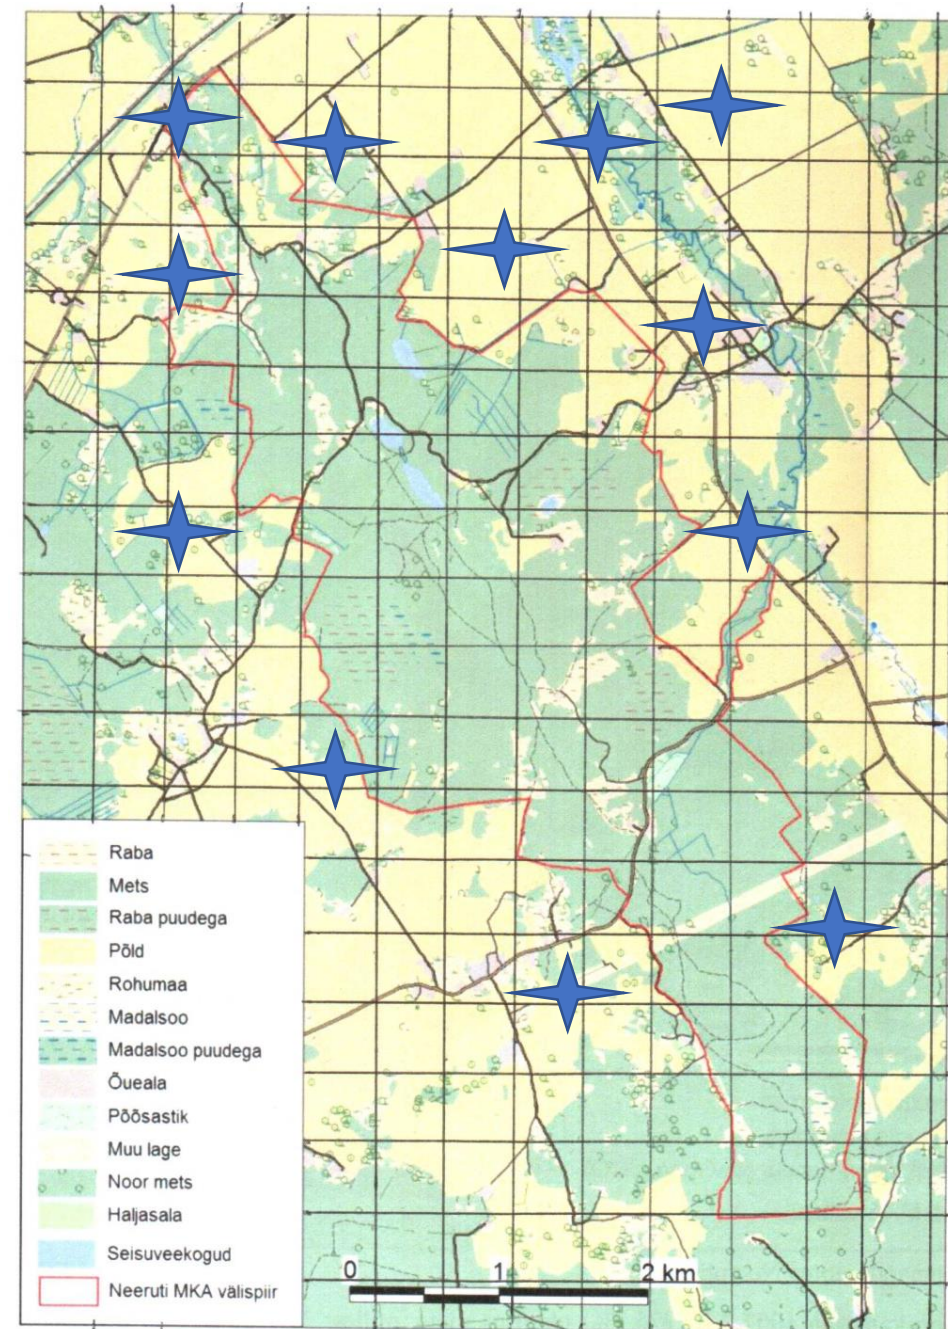 Raba
Mets
Raba puudega
Põld
Rohumaa
Madalsoo
Madalsoo puudega
Õueala
Põõsastik
Muu lage
Noor mets
Haljasala
Seisuveekogud
Neeruti MKA välispiir
0 1 2 km